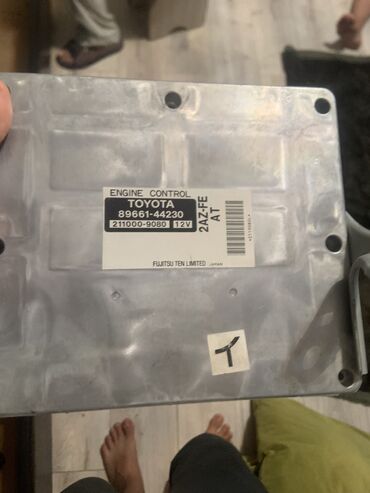 ENGINE CONTROL
TOYOTA
89661-44230
211000-9080 12V
FUJITSU TEN LIMITED JAPAN
2AZ-FE
AT